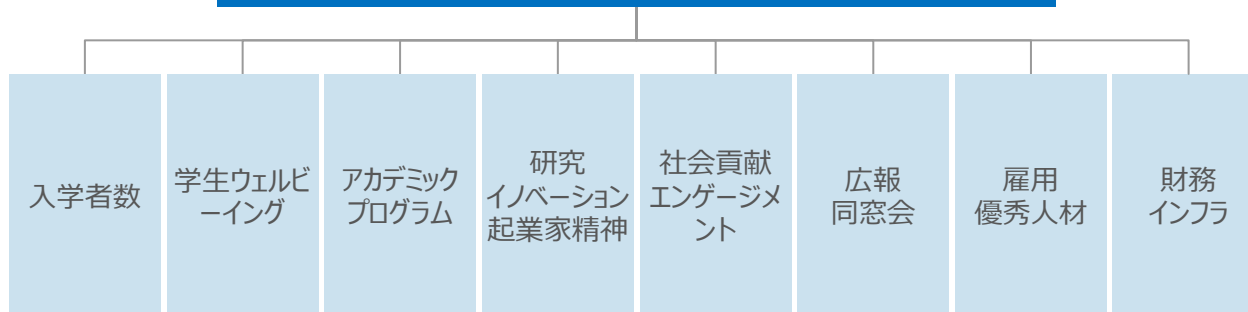 入学者数
学生ウェルビ
ーイング
アカデミック
プログラム
研究
イノベーション
起業家精神
社会貢献
エンゲージメ
ント
広報
同窓会
雇用
優秀人材
財務
インフラ